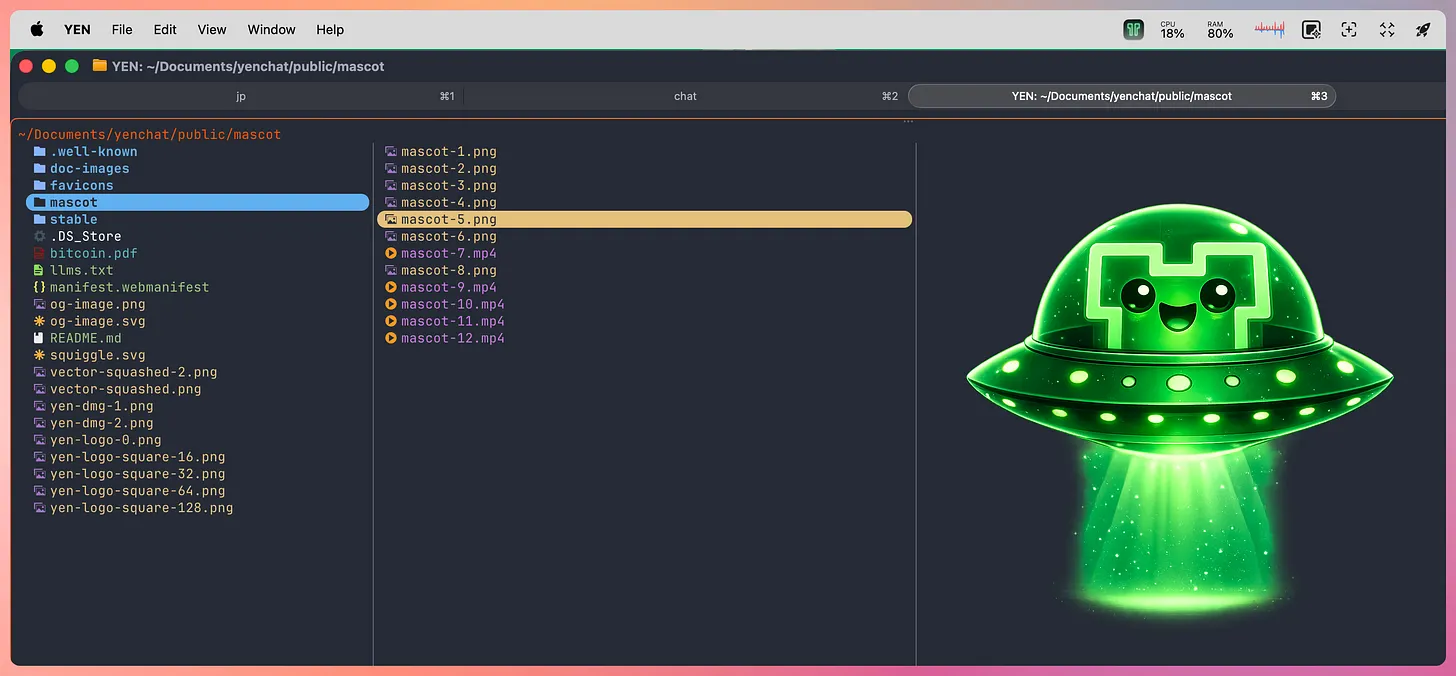 YEN File Edit View Window Help CPU 18% RAM 80%
YEN: ~/Documents/yenchat/public/mascot
jp ⌘1 chat ⌘2 YEN: ~/Documents/yenchat/public/mascot ⌘3
~/Documents/yenchat/public/mascot
.well-known
doc-images
favicons
mascot
stable
.DS_Store
bitcoin.pdf
llms.txt
manifest.webmanifest
og-image.png
og-image.svg
README.md
squiggle.svg
vector-squashed-2.png
vector-squashed.png
yen-dmg-1.png
yen-dmg-2.png
yen-logo-0.png
yen-logo-square-16.png
yen-logo-square-32.png
yen-logo-square-64.png
yen-logo-square-128.png
mascot-1.png
mascot-2.png
mascot-3.png
mascot-4.png
mascot-5.png
mascot-6.png
mascot-7.mp4
mascot-8.png
mascot-9.mp4
mascot-10.mp4
mascot-11.mp4
mascot-12.mp4